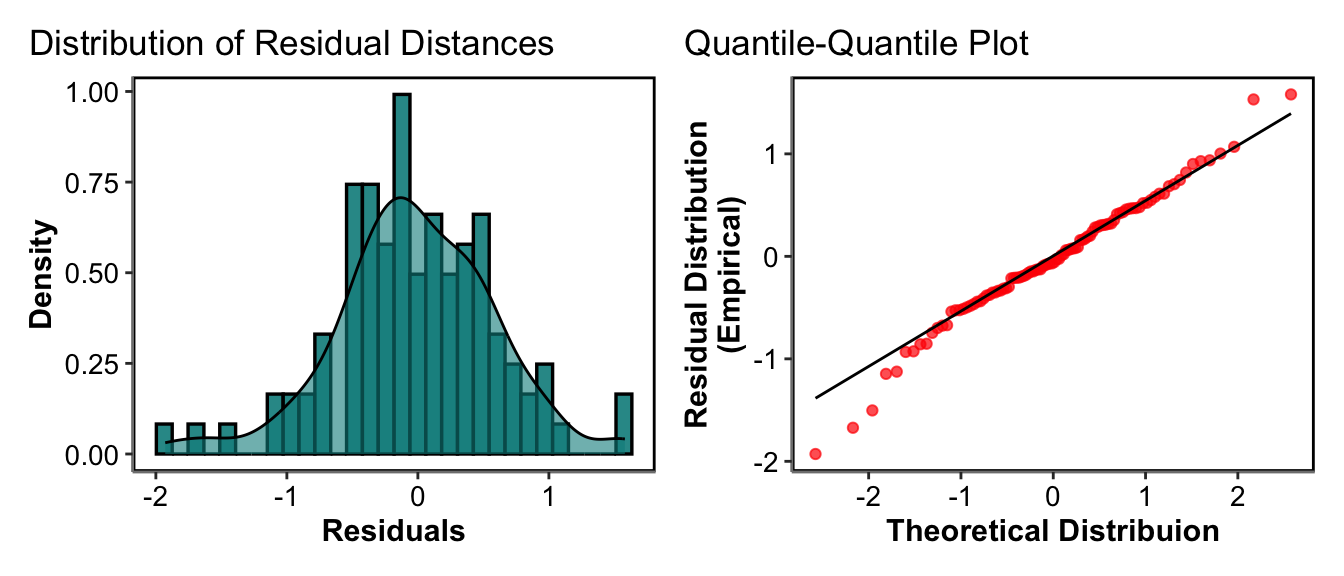 Distribution of Residual Distances
1.00
0.75
0.50
0.25
0.00
Density
-2 -1 0 1
Residuals
Quantile-Quantile Plot
1
0
-1
-2
Residual Distribution
(Empirical)
-2 -1 0 1 2
Theoretical Distribuion